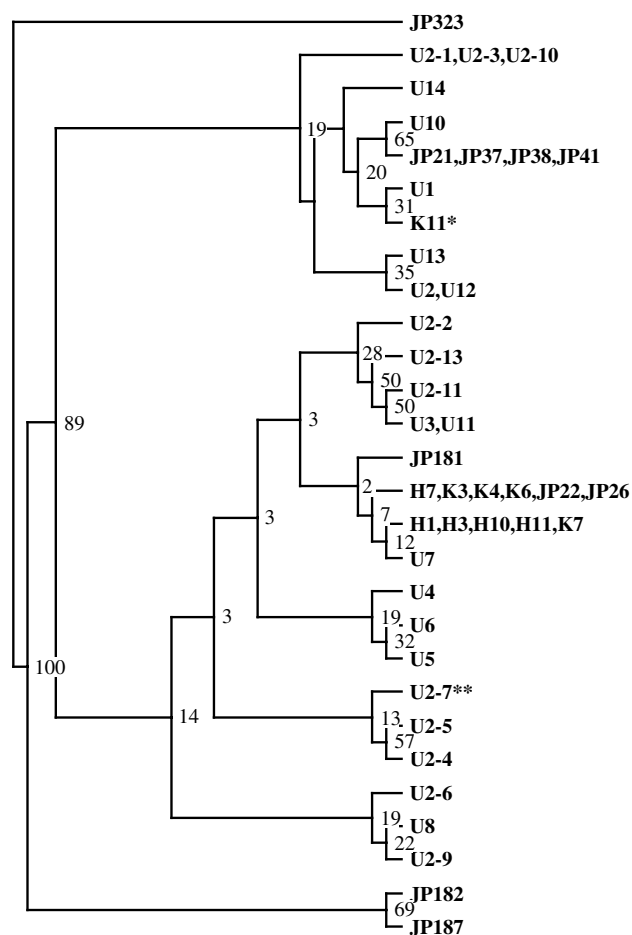 JP323
U2-1,U2-3,U2-10
U14
19
U10
65
JP21,JP37,JP38,JP41
20
U1
31
K11*
U13
35
U2,U12
U2-2
28
U2-13
50
U2-11
50
U3,U11
89
3
JP181
2
H7,K3,K4,K6,JP22,JP26
7
H1,H3,H10,H11,K7
12
U7
3
U4
3
19
U6
32
U5
100
U2-7**
14
13
U2-5
57
U2-4
U2-6
19
U8
22
U2-9
JP182
69
JP187